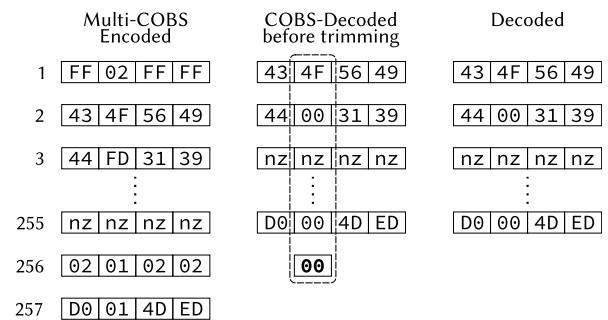 Multi-COBS Encoded COBS-Decoded before trimming Decoded
1 FF 02 FF FF 43 4F 56 49 43 4F 56 49
2 43 4F 56 49 44 00 31 39 44 00 31 39
3 44 FD 31 39 nz nz nz nz nz nz nz nz
255 nz nz nz nz D0 00 4D ED D0 00 4D ED
256 02 01 02 02 00
257 D0 01 4D ED